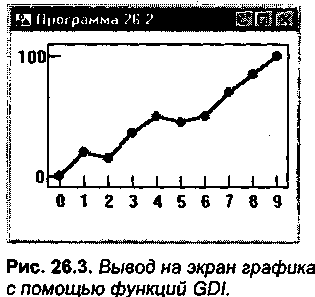 Программа 26.2
100
0
0 1 2 3 4 5 6 7 8 9
Рис. 26.3. Вывод на экран графика
с помощью функций GDI.